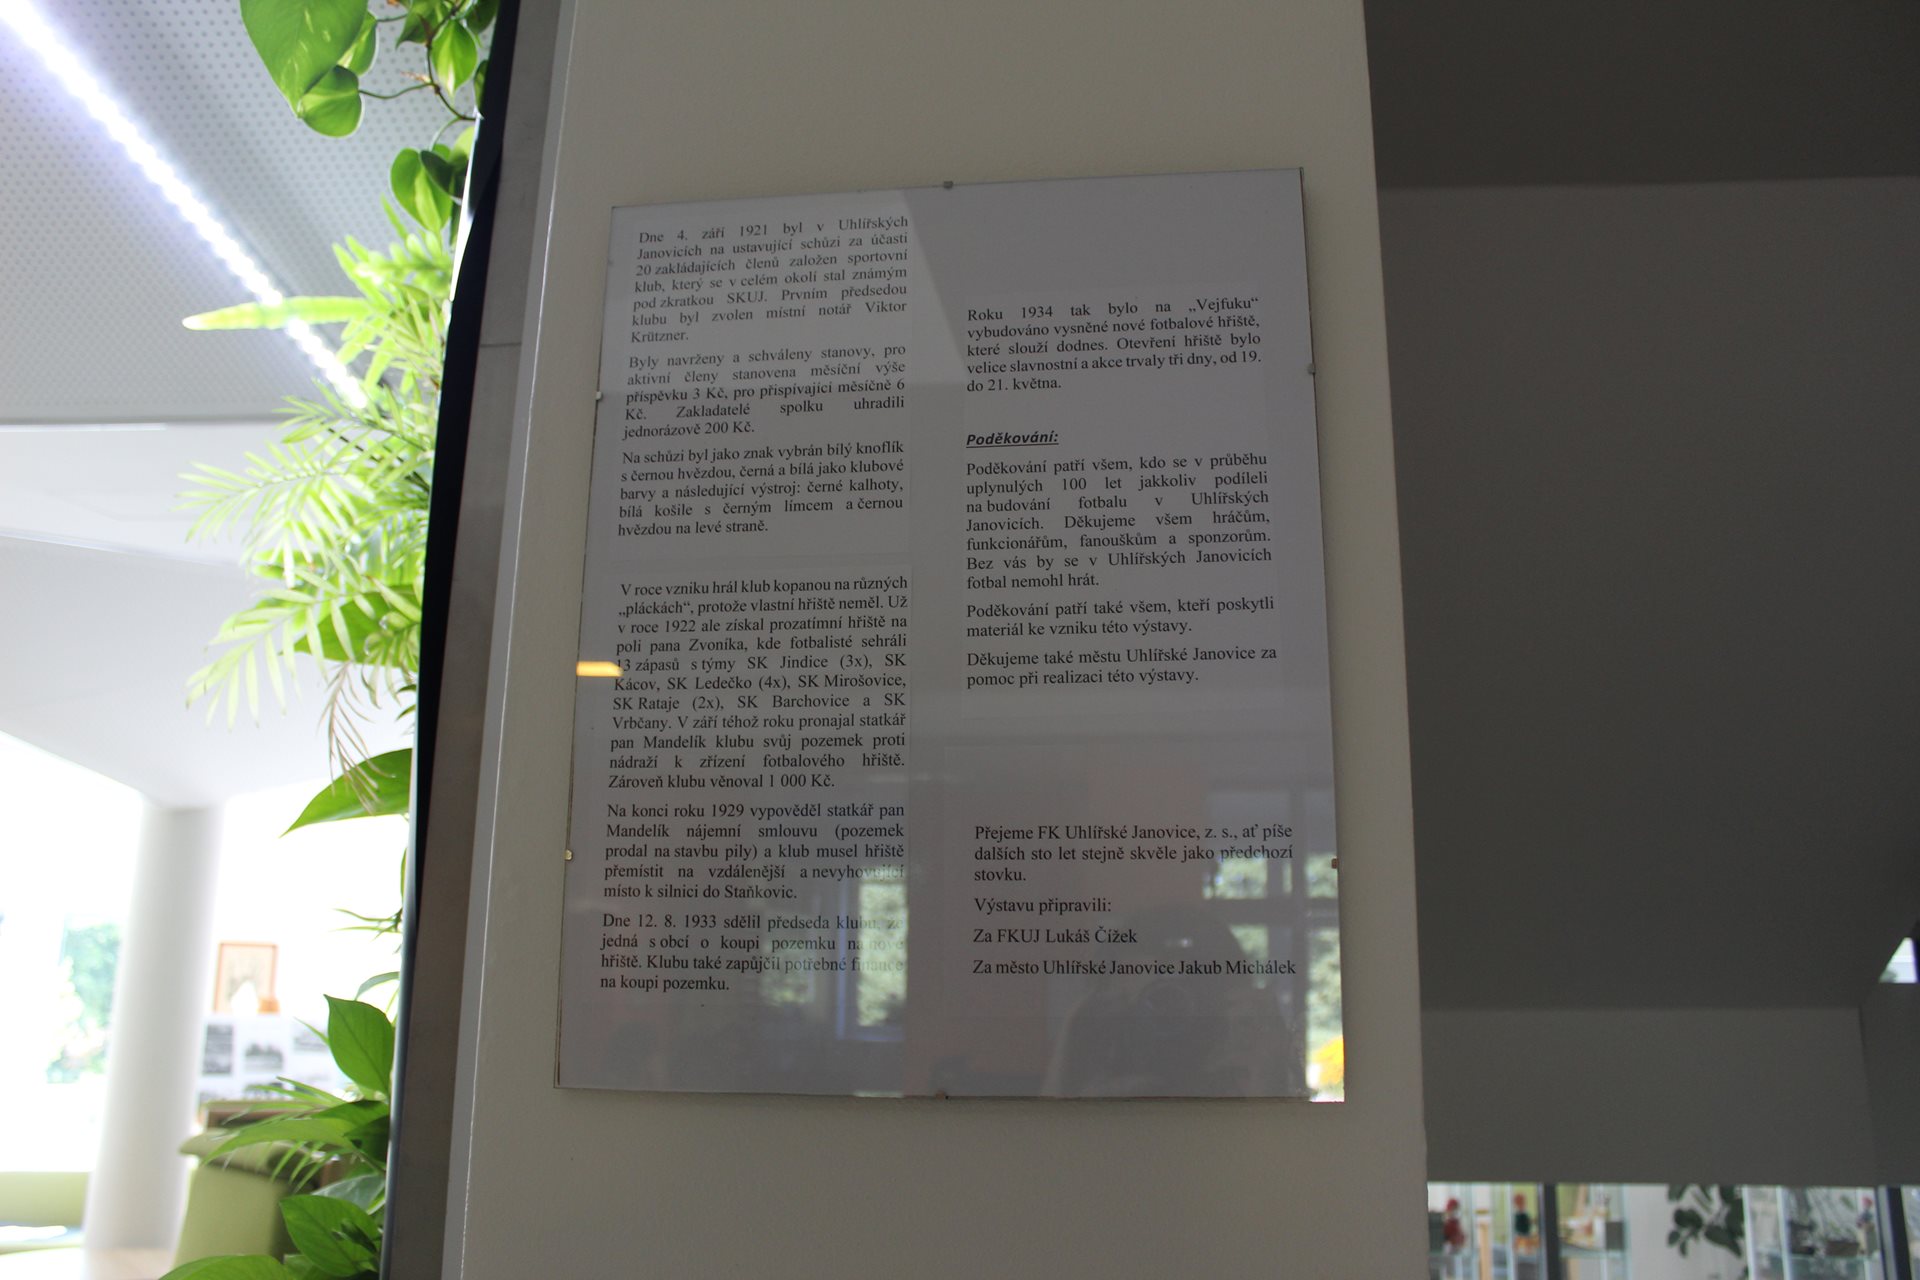 Dne 4. září 1921 byl v Uhlířských
Janovicích na ustavující schůzi za účasti
20 zakládajících členů založen sportovní
klub, který se v celém okolí stal známým
pod zkratkou SKUJ. Prvním předsedou
klubu byl zvolen místní notář Viktor
Krützner.
Byly navrženy a schváleny stanovy, pro
aktivní členy stanovena měsíční výše
příspěvku 3 Kč, pro přispívající měsíčně 6
Kč. Zakladatelé spolku uhradili
jednorázově 200 Kč.
Na schůzi byl jako znak vybrán bílý knoflík
s černou hvězdou, černá a bílá jako klubové
barvy a následující výstroj: černé kalhoty,
bílá košile s černým límcem a černou
hvězdou na levé straně.
V roce vzniku hrál klub kopanou na různých
„pláckách“, protože vlastní hřiště neměl. Už
v roce 1922 ale získal prozatímní hřiště na
poli pana Zvoníka, kde fotbalisté sehráli
13 zápasů s týmy SK Jindice (3x), SK
Kácov, SK Ledečko (4x), SK Mirošovice,
SK Rataje (2x), SK Barchovice a SK
Vrbčany. V září téhož roku pronajal statkář
pan Mandelík klubu svůj pozemek proti
nádraží k zřízení fotbalového hřiště.
Zároveň klubu věnoval 1 000 Kč.
Na konci roku 1929 vypověděl statkář pan
Mandelík nájemní smlouvu (pozemek
prodal na stavbu pily) a klub musel hřiště
přemístit na vzdálenější a nevyhovující
místo k silnici do Staňkovic.
Dne 12. 8. 1933 sdělil předseda klubu, že
jedná s obcí o koupi pozemku na nové
hřiště. Klubu také zapůjčil potřebné finance
na koupi pozemku.
Roku 1934 tak bylo na „Vejfuku“
vybudováno vysněné nové fotbalové hřiště,
které slouží dodnes. Otevření hřiště bylo
velice slavnostní a akce trvaly tři dny, od 19.
do 21. května.
Poděkování:
Poděkování patří všem, kdo se v průběhu
uplynulých 100 let jakkoliv podíleli
na budování fotbalu v Uhlířských
Janovicích. Děkujeme všem hráčům,
funkcionářům, fanouškům a sponzorům.
Bez vás by se v Uhlířských Janovicích
fotbal nemohl hrát.
Poděkování patří také všem, kteří poskytli
materiál ke vzniku této výstavy.
Děkujeme také městu Uhlířské Janovice za
pomoc při realizaci této výstavy.
Přejeme FK Uhlířské Janovice, z. s., ať píše
dalších sto let stejně skvěle jako předchozí
stovku.
Výstavu připravili:
Za FKUJ Lukáš Čížek
Za město Uhlířské Janovice Jakub Michálek